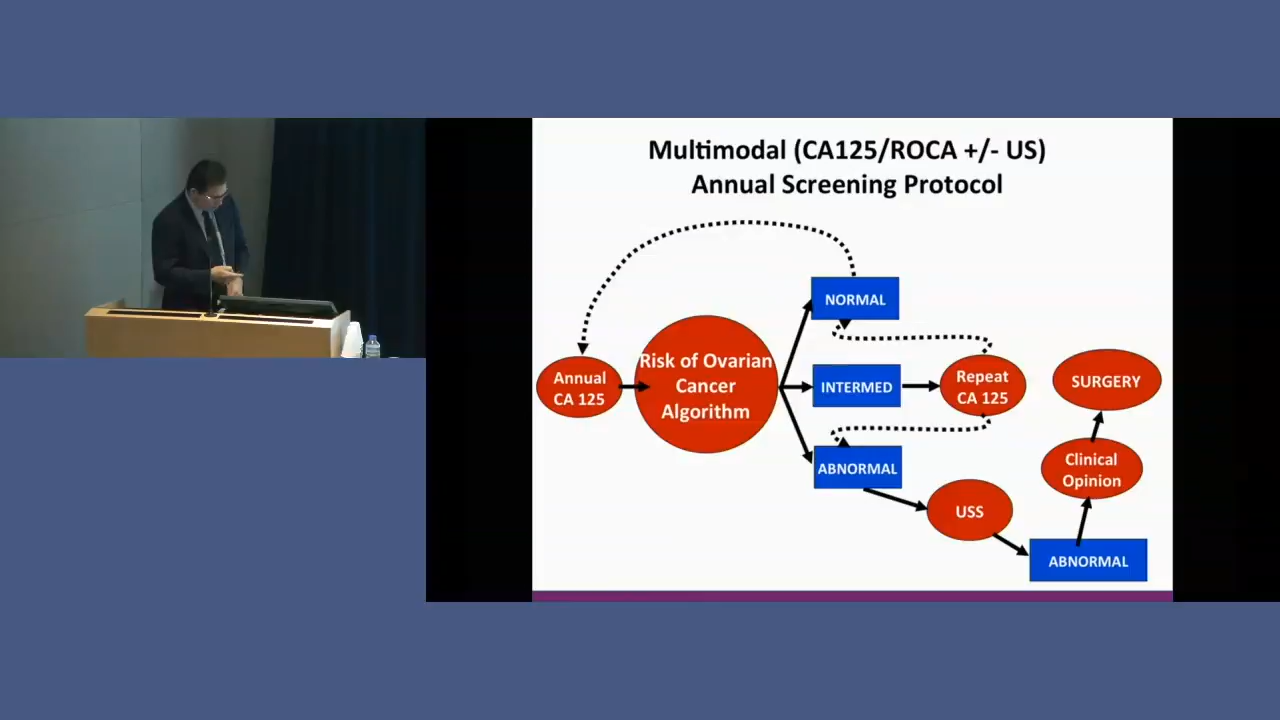 Multimodal (CA125/ROCA +/- US)
Annual Screening Protocol
NORMAL
Annual
CA 125
Risk of Ovarian
Cancer
Algorithm
INTERMED
Repeat
CA 125
SURGERY
ABNORMAL
Clinical
Opinion
USS
ABNORMAL